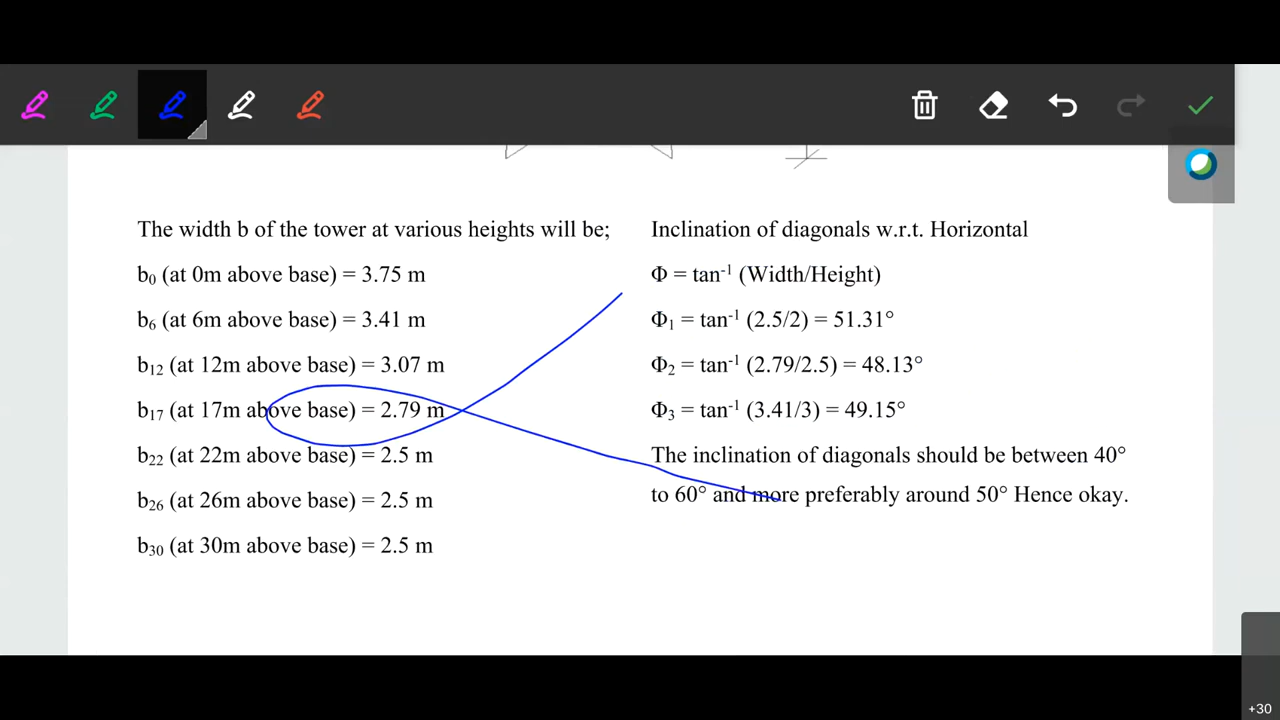 The width b of the tower at various heights will be;
b₀ (at 0m above base) = 3.75 m
b₆ (at 6m above base) = 3.41 m
b₁₂ (at 12m above base) = 3.07 m
b₁₇ (at 17m above base) = 2.79 m
b₂₂ (at 22m above base) = 2.5 m
b₂₆ (at 26m above base) = 2.5 m
b₃₀ (at 30m above base) = 2.5 m
Inclination of diagonals w.r.t. Horizontal
Φ = tan⁻¹ (Width/Height)
Φ₁ = tan⁻¹ (2.5/2) = 51.31°
Φ₂ = tan⁻¹ (2.79/2.5) = 48.13°
Φ₃ = tan⁻¹ (3.41/3) = 49.15°
The inclination of diagonals should be between 40°
to 60° and more preferably around 50° Hence okay.
+30